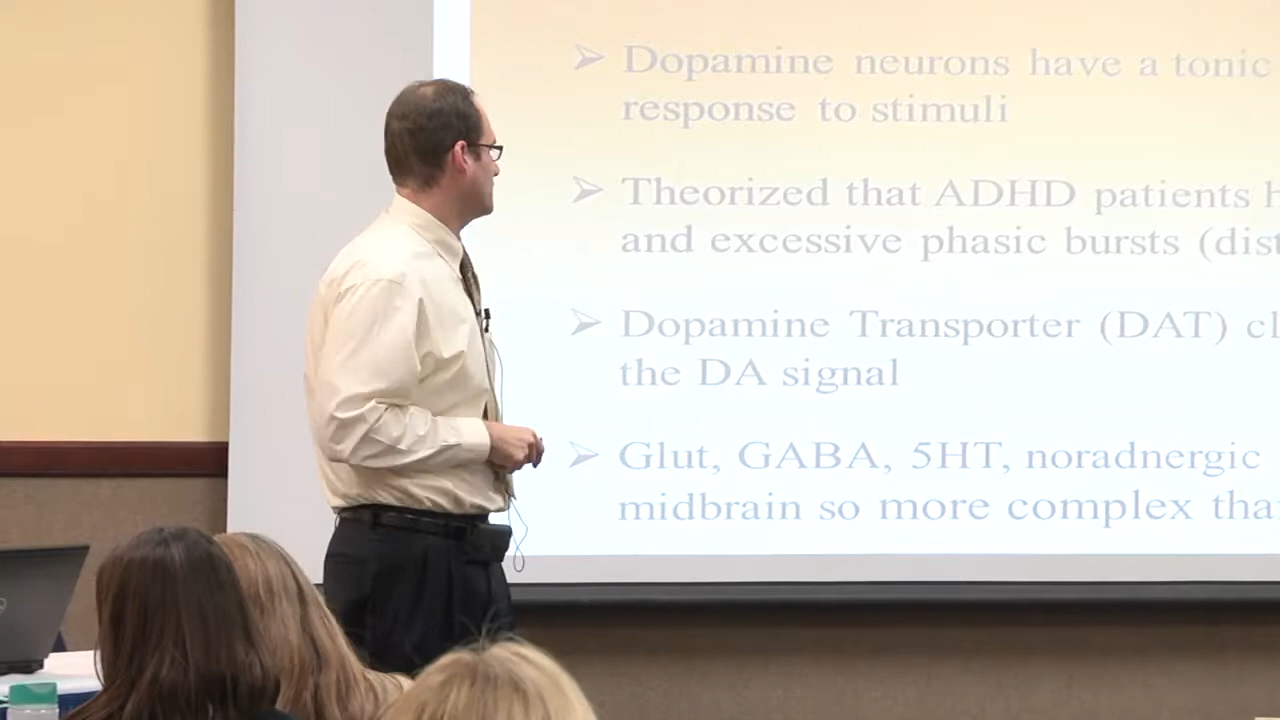 ➢ Dopamine neurons have a tonic
response to stimuli
➢ Theorized that ADHD patients
and excessive phasic bursts
➢ Dopamine Transporter (DAT)
the DA signal
➢ Glut, GABA, 5HT, noradnergic
midbrain so more complex